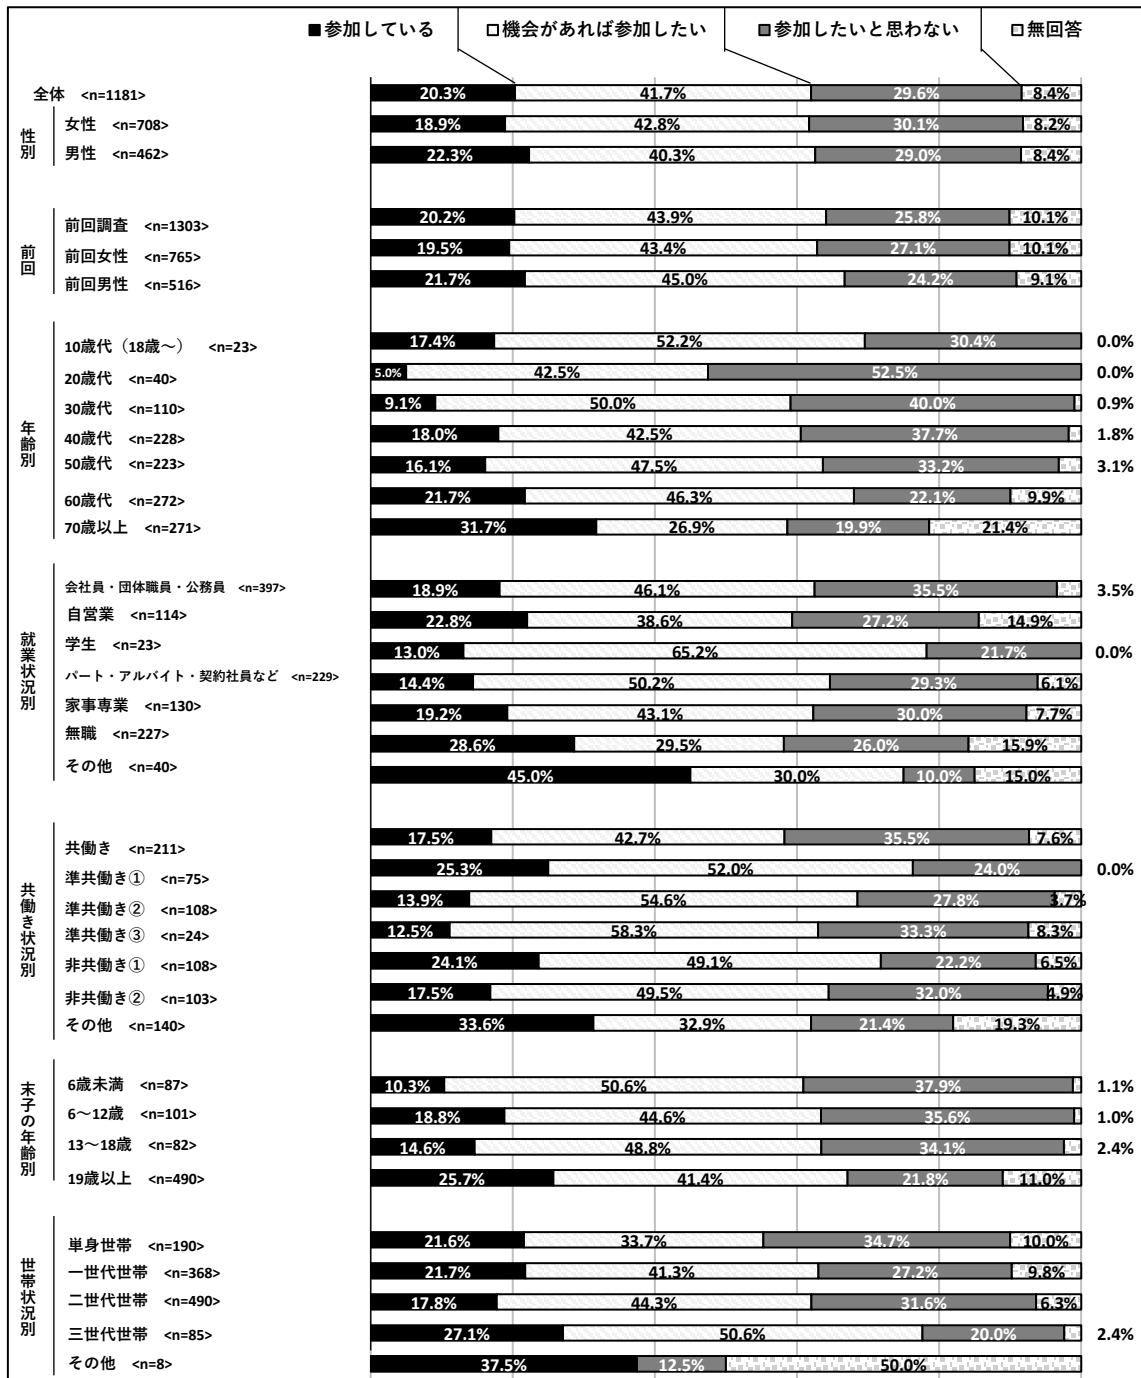 ■参加している □機会があれば参加したい ■参加したいと思わない □無回答
全体 <n=1181> 20.3% 41.7% 29.6% 8.4%
性別
女性 <n=708> 18.9% 42.8% 30.1% 8.2%
男性 <n=462> 22.3% 40.3% 29.0% 8.4%
前回
前回調査 <n=1303> 20.2% 43.9% 25.8% 10.1%
前回女性 <n=765> 19.5% 43.4% 27.1% 10.1%
前回男性 <n=516> 21.7% 45.0% 24.2% 9.1%
年齢別
10歳代（18歳～） <n=23> 17.4% 52.2% 30.4% 0.0%
20歳代 <n=40> 5.0% 42.5% 52.5% 0.0%
30歳代 <n=110> 9.1% 50.0% 40.0% 0.9%
40歳代 <n=228> 18.0% 42.5% 37.7% 1.8%
50歳代 <n=223> 16.1% 47.5% 33.2% 3.1%
60歳代 <n=272> 21.7% 46.3% 22.1% 9.9%
70歳以上 <n=271> 31.7% 26.9% 19.9% 21.4%
就業状況別
会社員・団体職員・公務員 <n=397> 18.9% 46.1% 35.5% 3.5%
自営業 <n=114> 22.8% 38.6% 27.2% 14.9%
学生 <n=23> 13.0% 65.2% 21.7% 0.0%
パート・アルバイト・契約社員など <n=229> 14.4% 50.2% 29.3% 6.1%
家事専業 <n=130> 19.2% 43.1% 30.0% 7.7%
無職 <n=227> 28.6% 29.5% 26.0% 15.9%
その他 <n=40> 45.0% 30.0% 10.0% 15.0%
共働き状況別
共働き <n=211> 17.5% 42.7% 35.5% 7.6%
準共働き① <n=75> 25.3% 52.0% 24.0% 0.0%
準共働き② <n=108> 13.9% 54.6% 27.8% 3.7%
準共働き③ <n=24> 12.5% 58.3% 33.3% 8.3%
非共働き① <n=108> 24.1% 49.1% 22.2% 6.5%
非共働き② <n=103> 17.5% 49.5% 32.0% 4.9%
その他 <n=140> 33.6% 32.9% 21.4% 19.3%
末子の年齢別
6歳未満 <n=87> 10.3% 50.6% 37.9% 1.1%
6～12歳 <n=101> 18.8% 44.6% 35.6% 1.0%
13～18歳 <n=82> 14.6% 48.8% 34.1% 2.4%
19歳以上 <n=490> 25.7% 41.4% 21.8% 11.0%
世帯状況別
単身世帯 <n=190> 21.6% 33.7% 34.7% 10.0%
一世代世帯 <n=368> 21.7% 41.3% 27.2% 9.8%
二世代世帯 <n=490> 17.8% 44.3% 31.6% 6.3%
三世代世帯 <n=85> 27.1% 50.6% 20.0% 2.4%
その他 <n=8> 37.5% 12.5% 50.0%